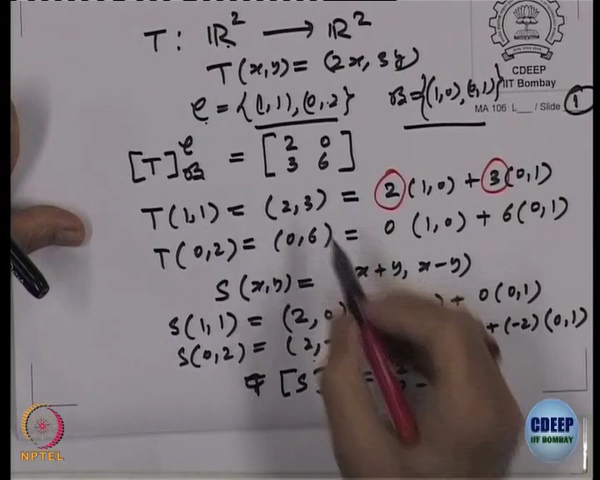 T : ℝ² → ℝ²
T(x,y) = (2x, 3y)
e = {(1,1), (0,2}
B = {(1,0), (0,1)}
CDEEP
IIT Bombay
MA 106 L___ / Slide 1
[T]_B^e = [2 0
3 6]
T(1,1) = (2,3) = 2(1,0) + 3(0,1)
T(0,2) = (0,6) = 0(1,0) + 6(0,1)
S(x,y) = x+y, x-y)
S(1,1) = (2,0) + 0(0,1)
S(0,2) = (2,- +(-2)(0,1)
[S] =
NPTEL
CDEEP
IIT BOMBAY